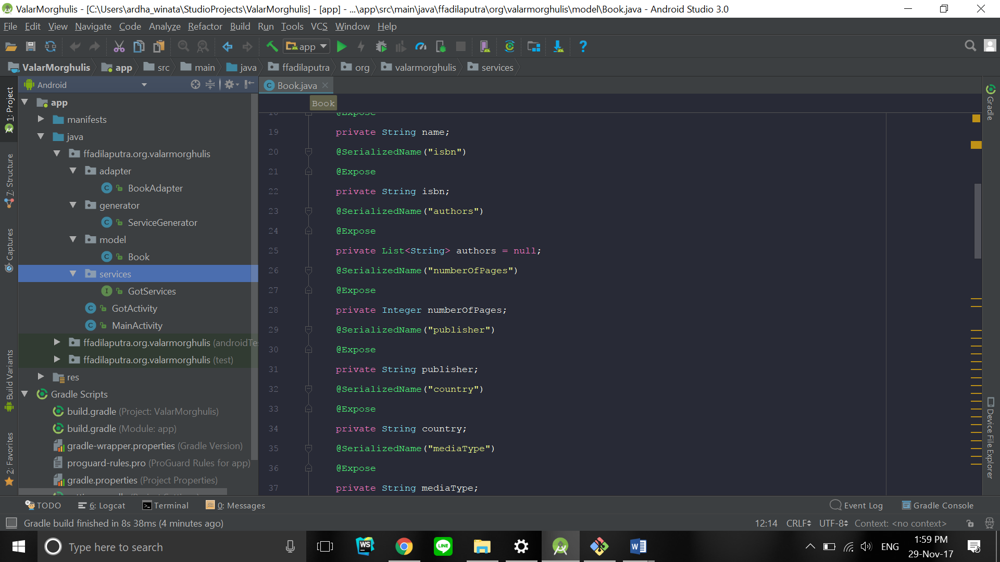 ValarMorghulis - [C:\Users\ardha_winata\StudioProjects\ValarMorghulis] - [app] - ...\app\src\main\java\ffadilaputra\org\valarmorghulis\model\Book.java - Android Studio 3.0
File Edit View Navigate Code Analyze Refactor Build Run Tools VCS Window Help
app
ValarMorghulis app src main java ffadilaputra org valarmorghulis services
1: Project
7: Structure
Captures
Build Variants
2: Favorites
Android
app
manifests
java
ffadilaputra.org.valarmorghulis
adapter
BookAdapter
generator
ServiceGenerator
model
Book
services
GotServices
GotActivity
MainActivity
ffadilaputra.org.valarmorghulis (androidTes
ffadilaputra.org.valarmorghulis (test)
res
Gradle Scripts
build.gradle (Project: ValarMorghulis)
build.gradle (Module: app)
gradle-wrapper.properties (Gradle Version)
proguard-rules.pro (ProGuard Rules for app)
gradle.properties (Project Properties)
Book.java
Book
18 @Expose
19 private String name;
20 @SerializedName("isbn")
21 @Expose
22 private String isbn;
23 @SerializedName("authors")
24 @Expose
25 private List<String> authors = null;
26 @SerializedName("numberOfPages")
27 @Expose
28 private Integer numberOfPages;
29 @SerializedName("publisher")
30 @Expose
31 private String publisher;
32 @SerializedName("country")
33 @Expose
34 private String country;
35 @SerializedName("mediaType")
36 @Expose
37 private String mediaType;
Gradle
Device File Explorer
TODO 6: Logcat Terminal 0: Messages Event Log Gradle Console
Gradle build finished in 8s 38ms (4 minutes ago) 12:14 CRLF UTF-8 Context: <no context>
Type here to search
WS
LINE
ENG
1:59 PM
29-Nov-17